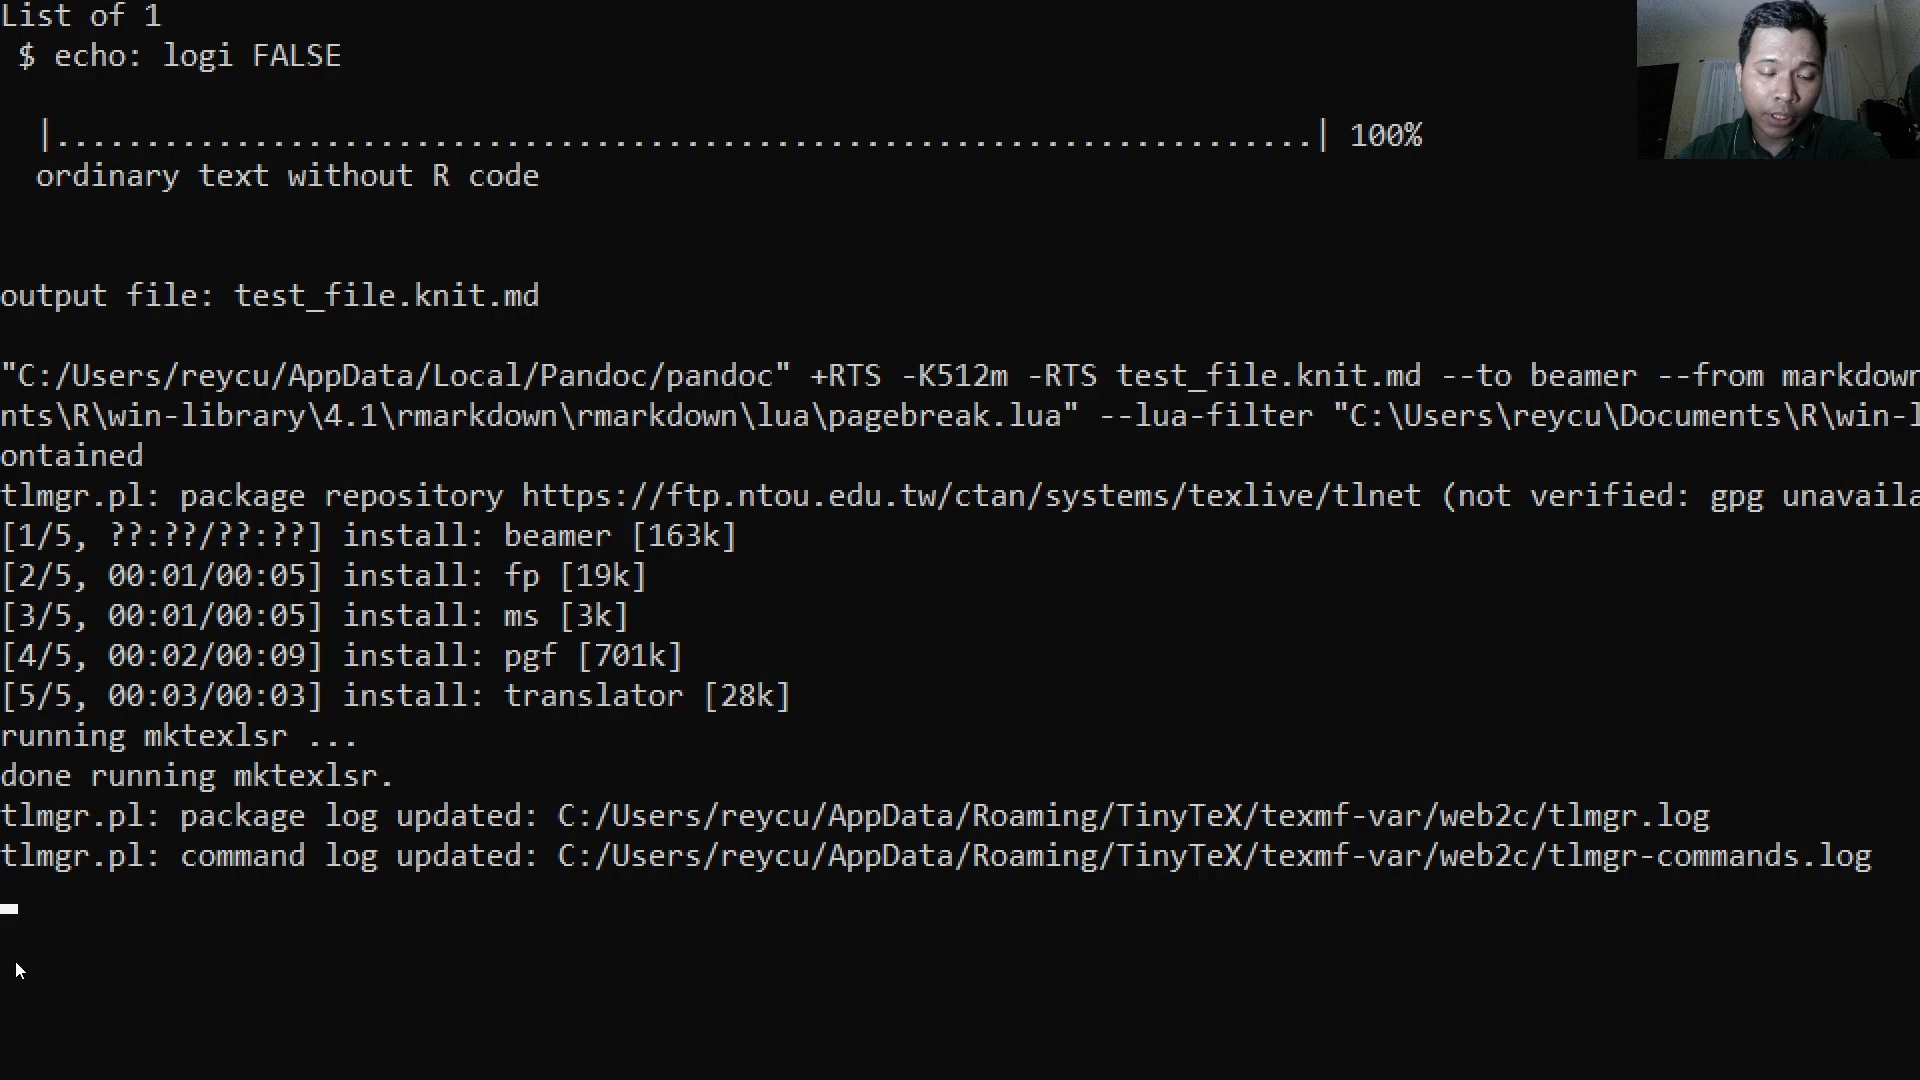 List of 1
$ echo: logi FALSE
|......................................................................| 100%
ordinary text without R code
output file: test_file.knit.md
"C:/Users/reycu/AppData/Local/Pandoc/pandoc" +RTS -K512m -RTS test_file.knit.md --to beamer --from markdown
nts\R\win-library\4.1\rmarkdown\rmarkdown\lua\pagebreak.lua" --lua-filter "C:\Users\reycu\Documents\R\win-l
ontained
tlmgr.pl: package repository https://ftp.ntou.edu.tw/ctan/systems/texlive/tlnet (not verified: gpg unavaila
[1/5, ??:??/??:??] install: beamer [163k]
[2/5, 00:01/00:05] install: fp [19k]
[3/5, 00:01/00:05] install: ms [3k]
[4/5, 00:02/00:09] install: pgf [701k]
[5/5, 00:03/00:03] install: translator [28k]
running mktexlsr ...
done running mktexlsr.
tlmgr.pl: package log updated: C:/Users/reycu/AppData/Roaming/TinyTeX/texmf-var/web2c/tlmgr.log
tlmgr.pl: command log updated: C:/Users/reycu/AppData/Roaming/TinyTeX/texmf-var/web2c/tlmgr-commands.log